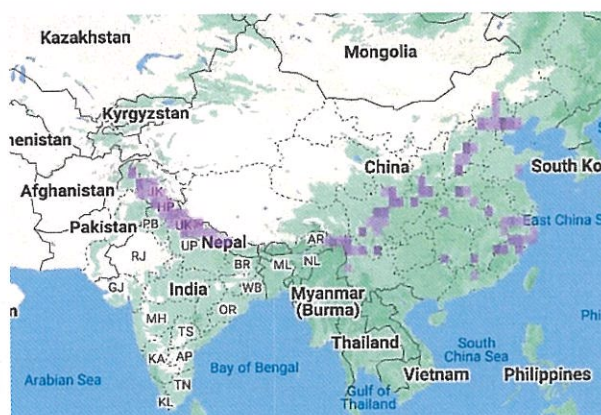 Kazakhstan
Mongolia
Kyrgyzstan
menistan
China
South Ko
Afghanistan
JK
HP
East China S
Pakistan
PB
UK
Nepal
UP
AR
RJ
BR
ML
NL
GJ
India
WB
Myanmar
(Burma)
MH
OR
TS
Thailand
South
China Sea
KA
AP
Bay of Bengal
Vietnam
Philippines
Arabian Sea
TN
Gulf of
Thailand
KL